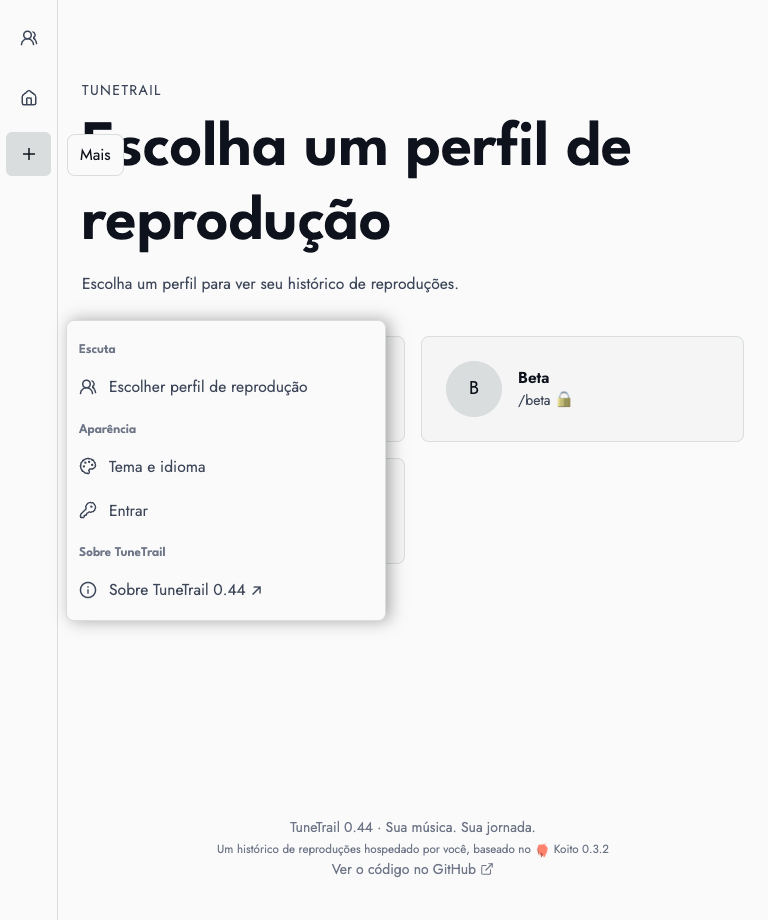 TUNETRAIL
Escolha um perfil de
reprodução
Mais
Escolha um perfil para ver seu histórico de reproduções.
Escuta
Escolher perfil de reprodução
Aparência
Tema e idioma
Entrar
Sobre TuneTrail
Sobre TuneTrail 0.44 ↗
B
Beta
/beta 🔒
TuneTrail 0.44 · Sua música. Sua jornada.
Um histórico de reproduções hospedado por você, baseado no Koito 0.3.2
Ver o código no GitHub